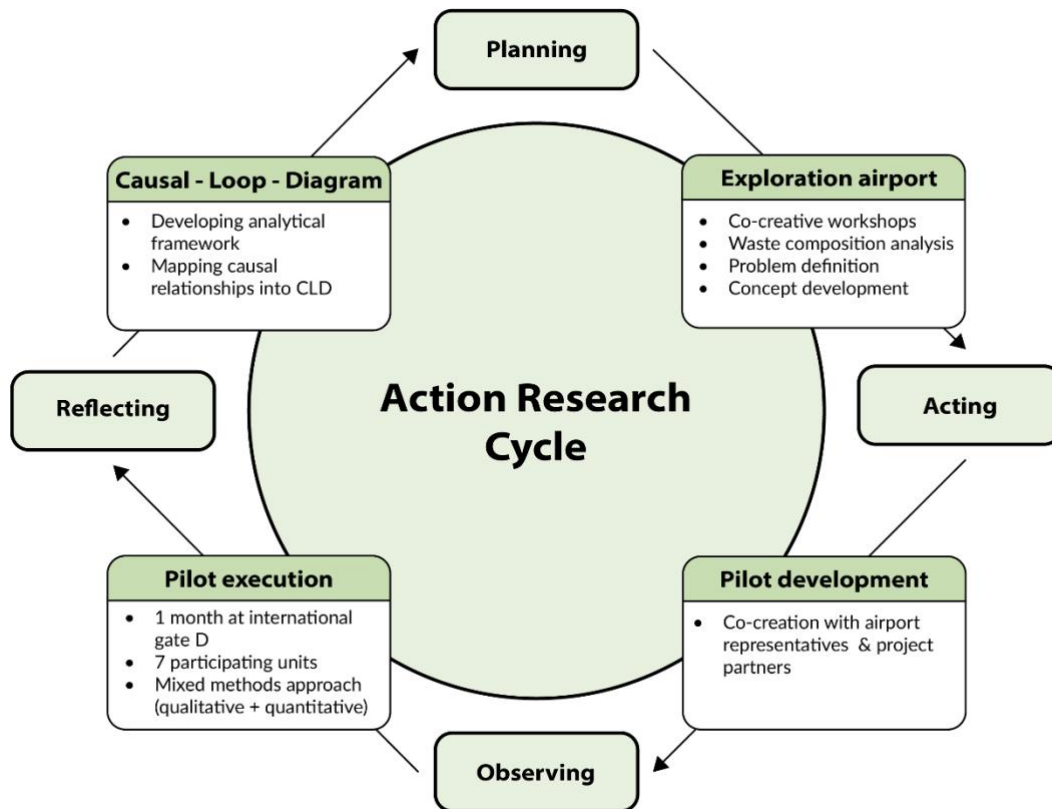 Planning
Causal - Loop - Diagram
• Developing analytical
framework
• Mapping causal
relationships into CLD
Exploration airport
• Co-creative workshops
• Waste composition analysis
• Problem definition
• Concept development
Reflecting
Action Research
Cycle
Acting
Pilot execution
• 1 month at international
gate D
• 7 participating units
• Mixed methods approach
(qualitative + quantitative)
Pilot development
• Co-creation with airport
representatives & project
partners
Observing